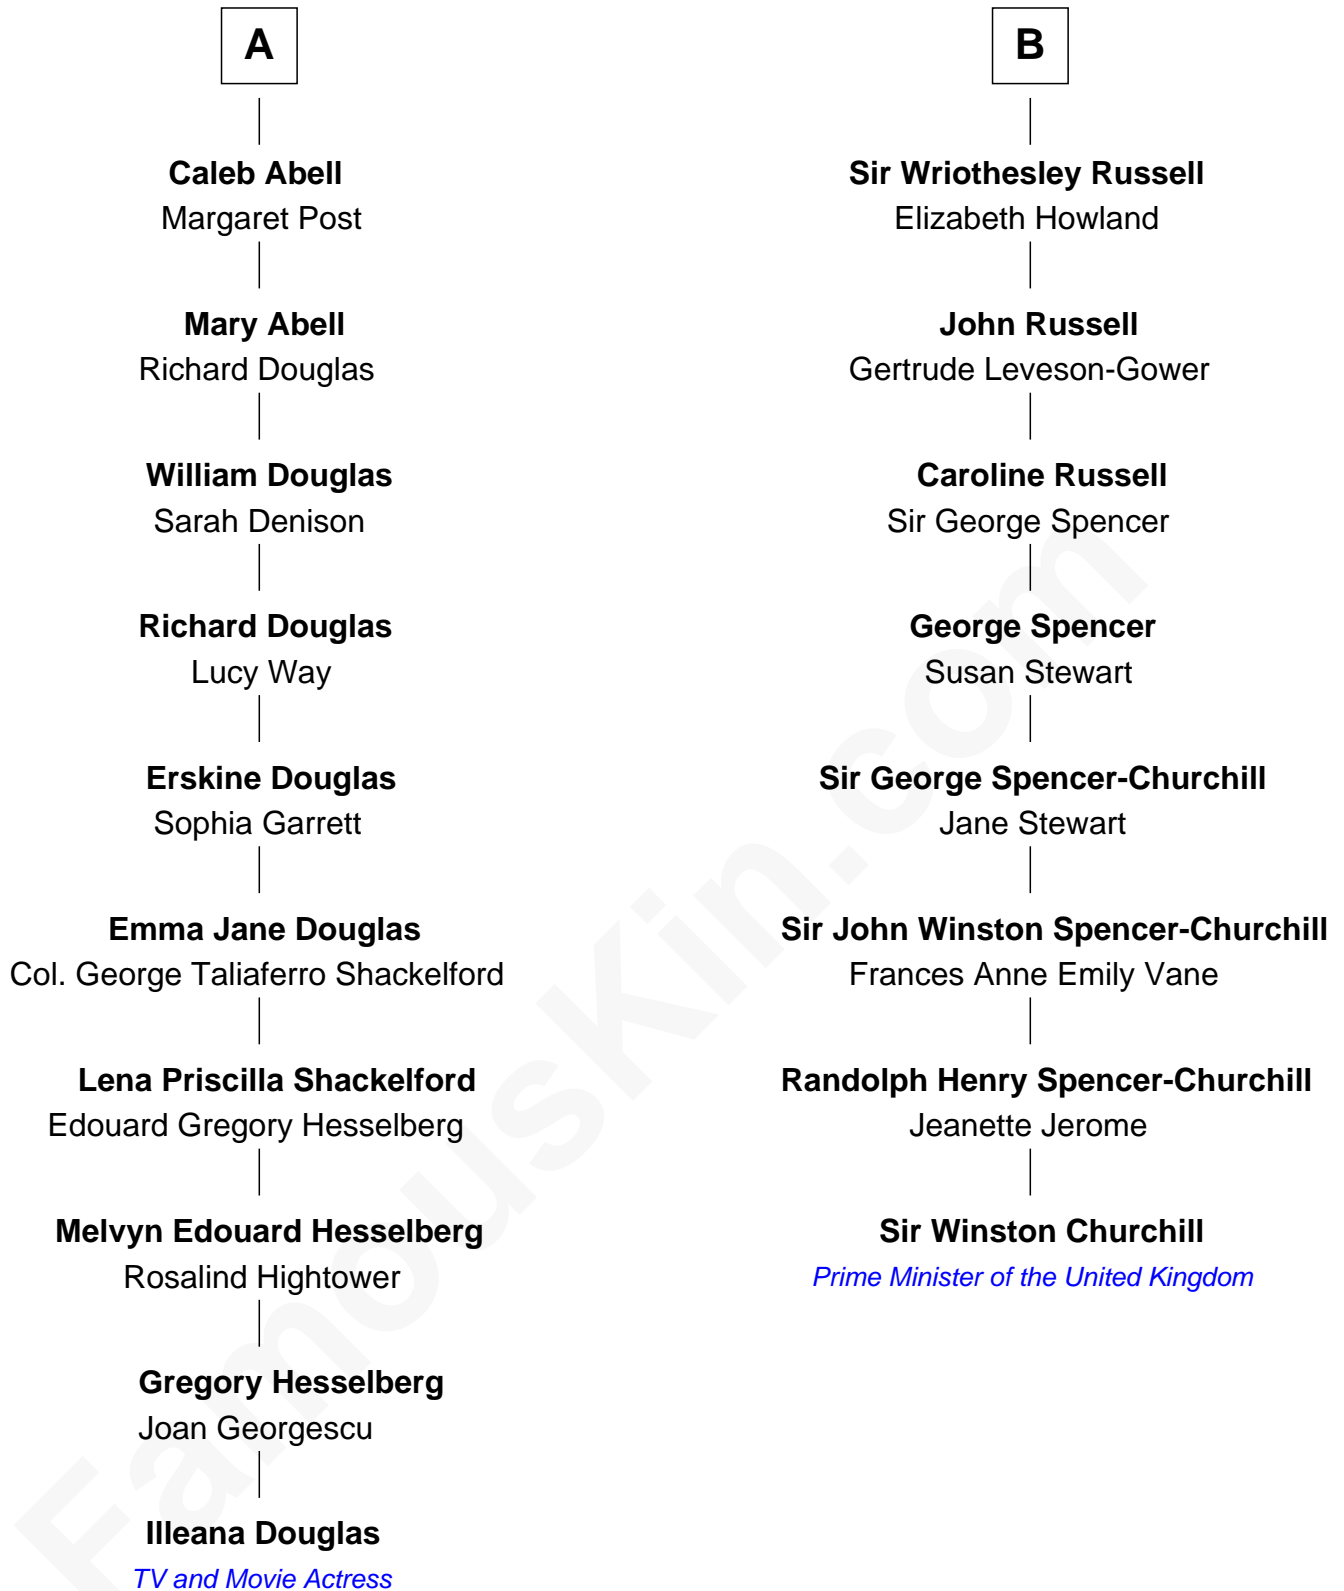 A
Caleb Abell
Margaret Post
Mary Abell
Richard Douglas
William Douglas
Sarah Denison
Richard Douglas
Lucy Way
Erskine Douglas
Sophia Garrett
Emma Jane Douglas
Col. George Taliaferro Shackelford
Lena Priscilla Shackelford
Edouard Gregory Hesselberg
Melvyn Edouard Hesselberg
Rosalind Hightower
Gregory Hesselberg
Joan Georgescu
Illeana Douglas
TV and Movie Actress
B
Sir Wriothesley Russell
Elizabeth Howland
John Russell
Gertrude Leveson-Gower
Caroline Russell
Sir George Spencer
George Spencer
Susan Stewart
Sir George Spencer-Churchill
Jane Stewart
Sir John Winston Spencer-Churchill
Frances Anne Emily Vane
Randolph Henry Spencer-Churchill
Jeanette Jerome
Sir Winston Churchill
Prime Minister of the United Kingdom
FamousKin.com